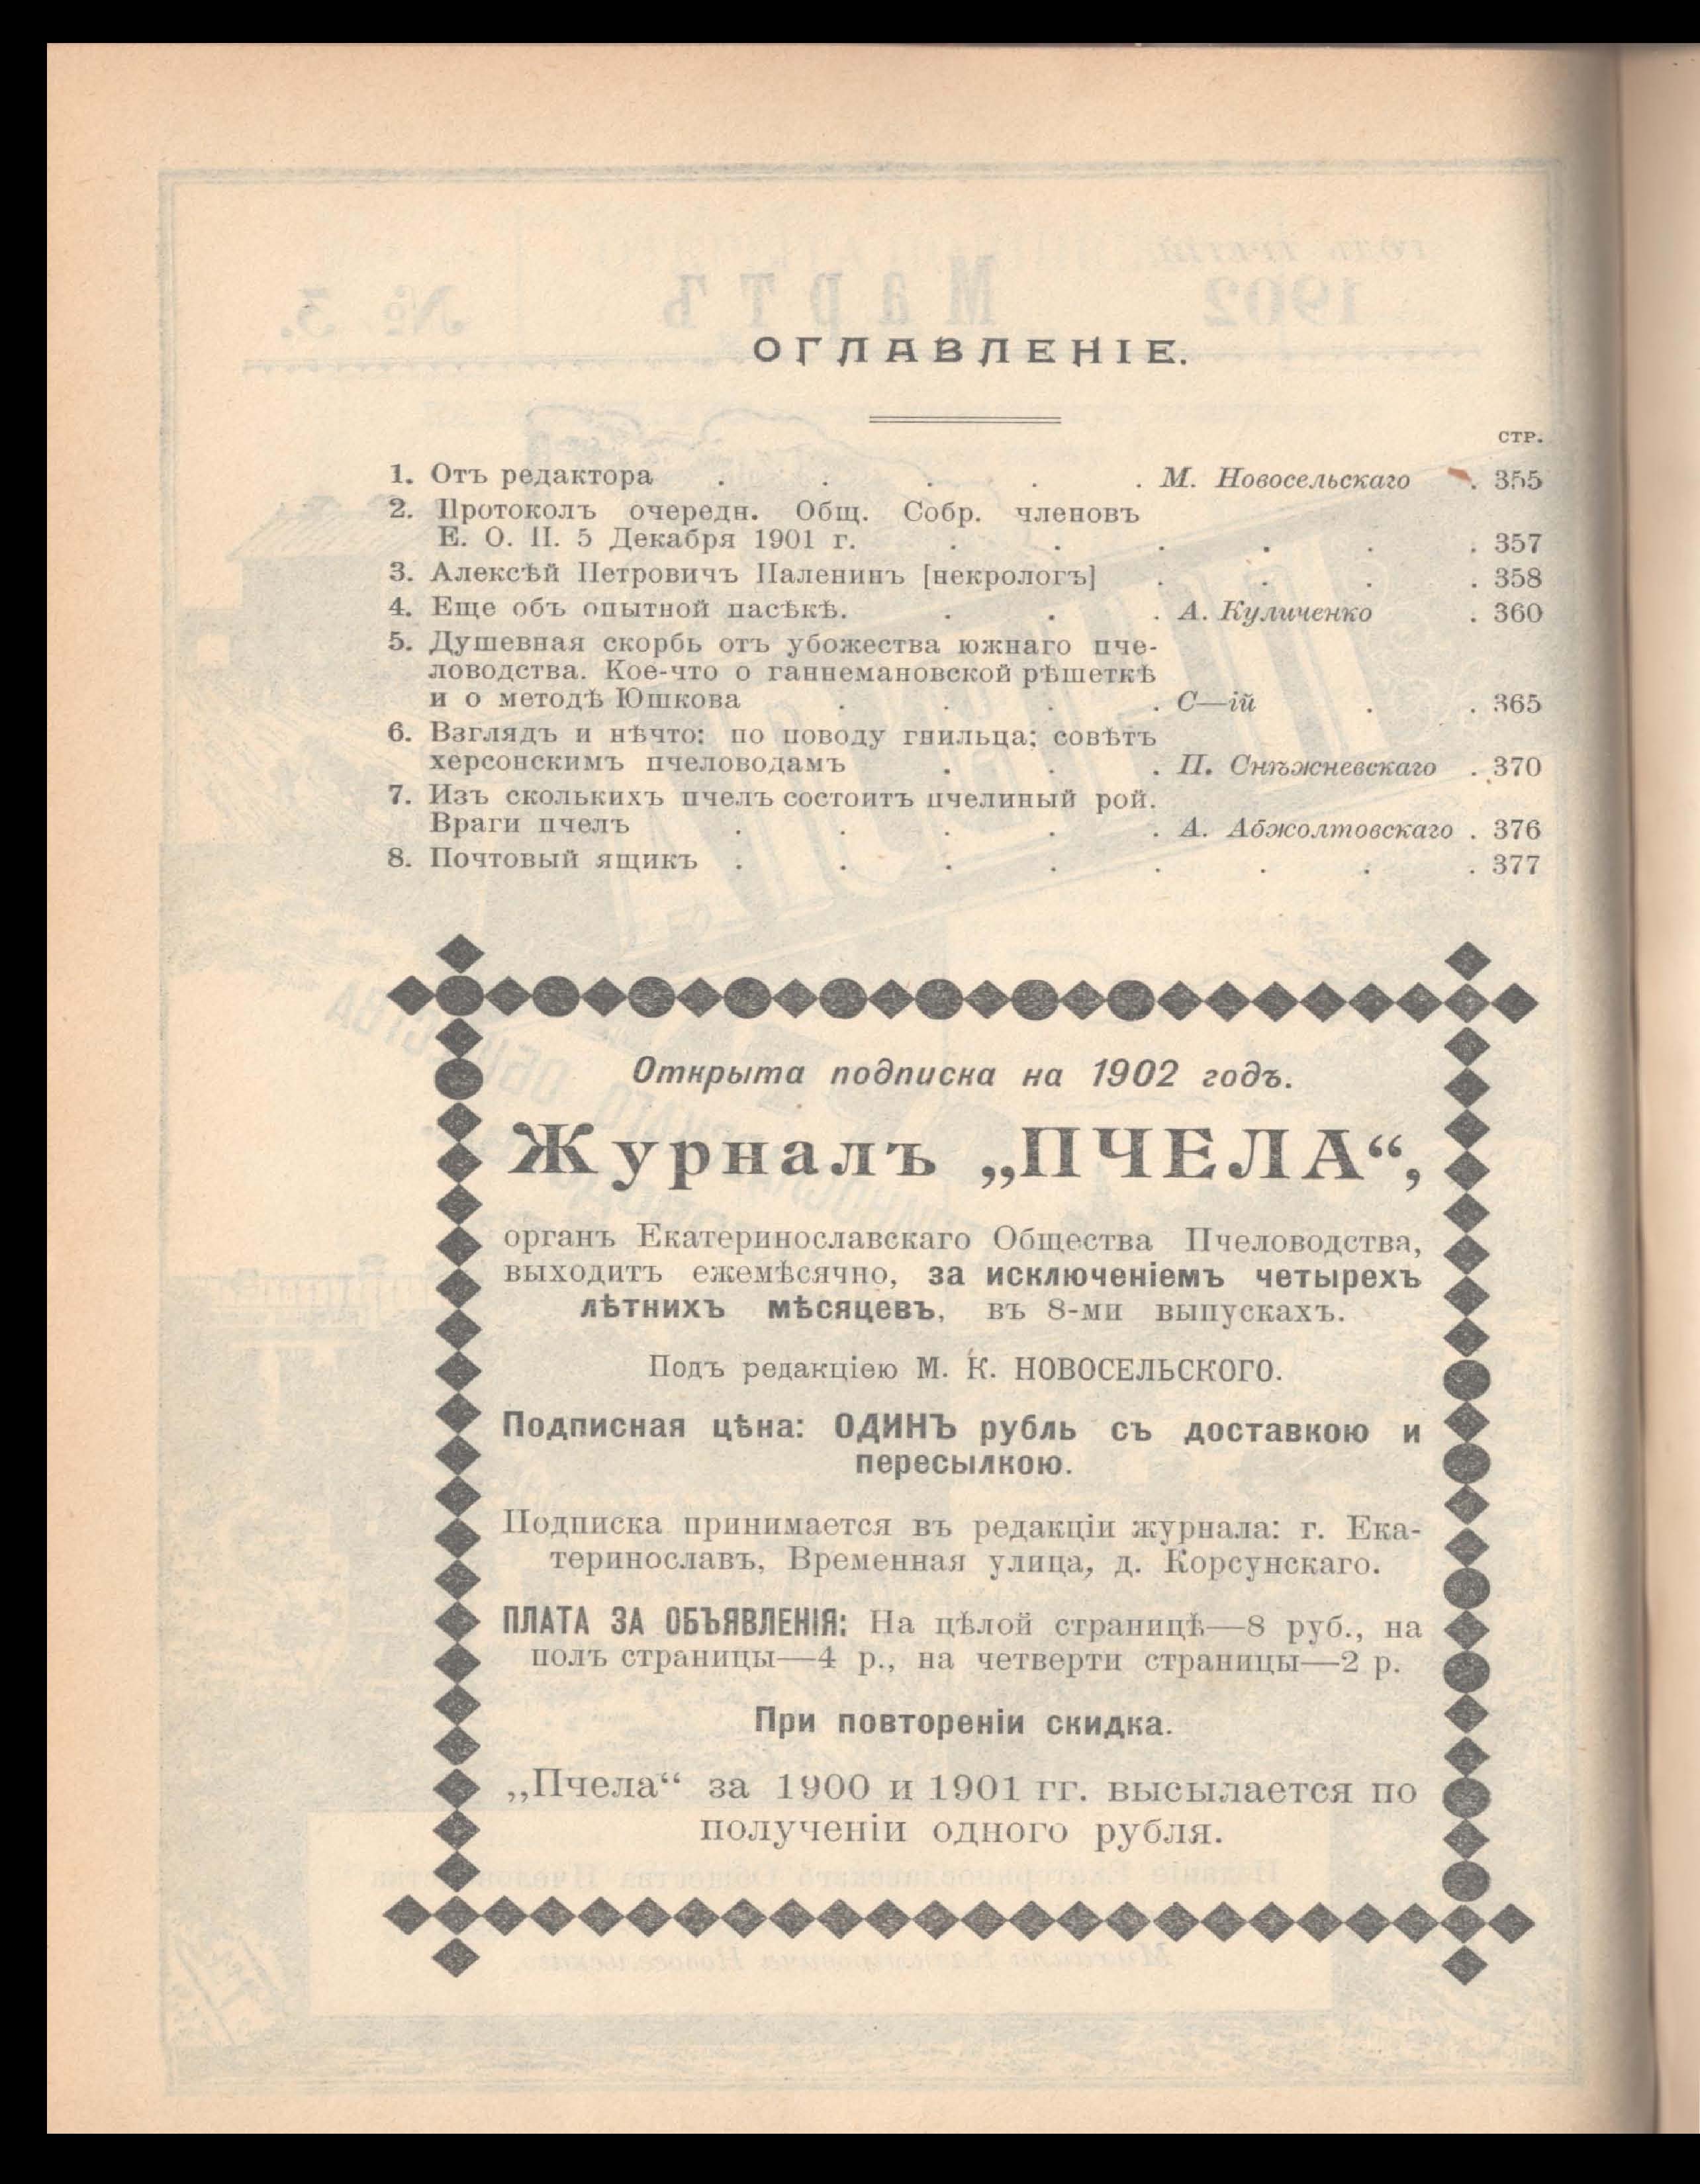 ОГЛАВЛЕНІЕ.
СТР.
1. Отъ редактора . . . . . М. Новосельскаго . 355
2. Протоколъ очередн. Общ. Собр. членовъ
Е. О. П. 5 Декабря 1901 г. . . . . . . 357
3. Алексѣй Петровичъ Паленинъ [некрологъ] . . . . 358
4. Еще объ опытной пасѣкѣ. . . . А. Куличенко . 360
5. Душевная скорбь отъ убожества южнаго пче-
ловодства. Кое-что о ганнемановской рѣшеткѣ
и о методѣ Юшкова . . . . С—ій . . 365
6. Взглядъ и нѣчто: по поводу гнильца; совѣтъ
херсонскимъ пчеловодамъ . . . П. Снѣжневскаго . 370
7. Изъ сколькихъ пчелъ состоитъ пчелиный рой.
Враги пчелъ . . . . . А. Абжолтовскаго . 376
8. Почтовый ящикъ . . . . . . . . 377
Открыта подписка на 1902 годъ.
Журналъ „ПЧЕЛА“,
органъ Екатеринославскаго Общества Пчеловодства,
выходитъ ежемѣсячно, за исключеніемъ четырехъ
лѣтнихъ мѣсяцевъ, въ 8-ми выпускахъ.
Подъ редакціею М. К. НОВОСЕЛЬСКОГО.
Подписная цѣна: ОДИНЪ рубль съ доставкою и
пересылкою.
Подписка принимается въ редакціи журнала: г. Ека-
теринославъ, Временная улица, д. Корсунскаго.
ПЛАТА ЗА ОБЪЯВЛЕНІЯ: На цѣлой страницѣ—8 руб., на
полъ страницы—4 р., на четверти страницы—2 р.
При повтореніи скидка.
„Пчела“ за 1900 и 1901 гг. высылается по
полученіи одного рубля.